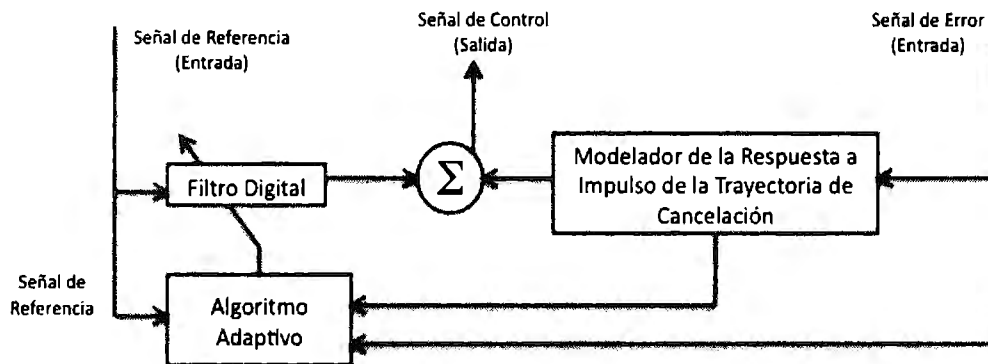 Señal de Referencia
(Entrada)
Señal de Control
(Salida)
Señal de Error
(Entrada)
Filtro Digital
Σ
Modelador de la Respuesta a
Impulso de la Trayectoria de
Cancelación
Señal de
Referencia
Algoritmo
Adaptivo